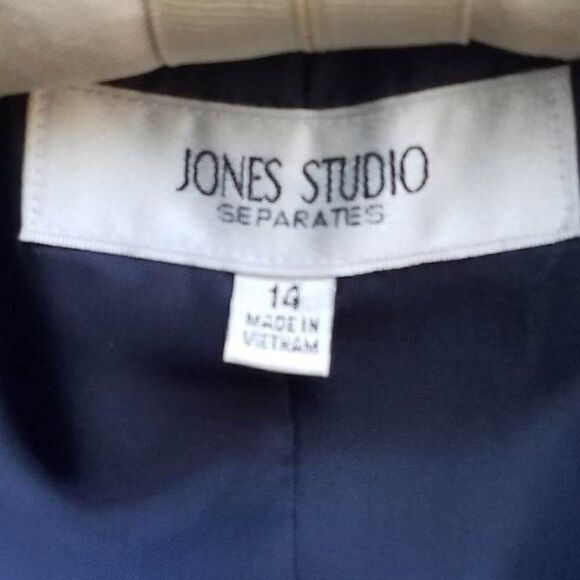 JONES STUDIO
SEPARATES
14
MADE IN
VIETNAM